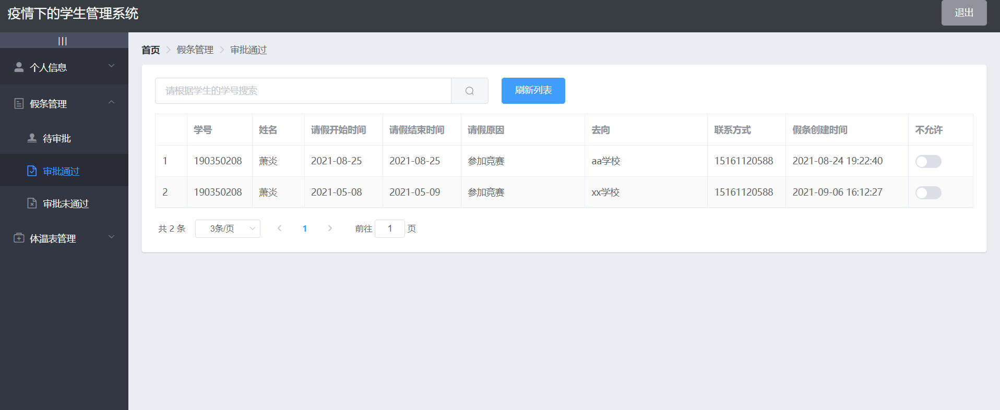 疫情下的学生管理系统
退出
|||
个人信息
假条管理
待审批
审批通过
审批未通过
体温表管理
首页 > 假条管理 > 审批通过
请根据学生的学号搜索
刷新列表
学号 姓名 请假开始时间 请假结束时间 请假原因 去向 联系方式 假条创建时间 不允许
1 190350208 萧炎 2021-08-25 2021-08-25 参加竞赛 aa学校 15161120588 2021-08-24 19:22:40
2 190350208 萧炎 2021-05-08 2021-05-09 参加竞赛 xx学校 15161120588 2021-09-06 16:12:27
共 2 条 3条/页 < 1 > 前往 1 页